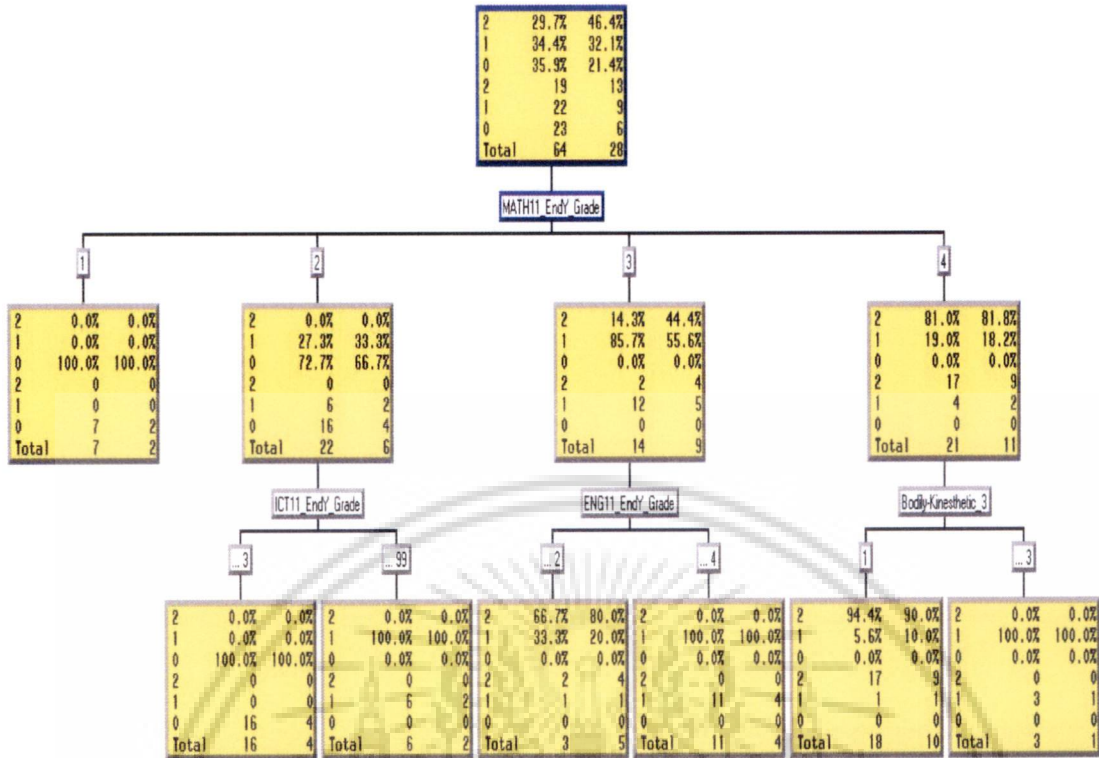 2 29.7% 46.4%
1 34.4% 32.1%
0 35.9% 21.4%
2 19 13
1 22 9
0 23 6
Total 64 28
MATH11_EndY_Grade
1
2
3
4
2 0.0% 0.0%
1 0.0% 0.0%
0 100.0% 100.0%
2 0 0
1 0 0
0 7 2
Total 7 2
2 0.0% 0.0%
1 27.3% 33.3%
0 72.7% 66.7%
2 0 0
1 6 2
0 16 4
Total 22 6
2 14.3% 44.4%
1 85.7% 55.6%
0 0.0% 0.0%
2 2 4
1 12 5
0 0 0
Total 14 9
2 81.0% 81.8%
1 19.0% 18.2%
0 0.0% 0.0%
2 17 9
1 4 2
0 0 0
Total 21 11
ICT11_EndY_Grade
ENG11_EndY_Grade
Bodily-Kinesthetic_3
... 3
... 99
... 2
... 4
1
... 3
2 0.0% 0.0%
1 0.0% 0.0%
0 100.0% 100.0%
2 0 0
1 0 0
0 16 4
Total 16 4
2 0.0% 0.0%
1 100.0% 100.0%
0 0.0% 0.0%
2 0 0
1 6 2
0 0 0
Total 6 2
2 66.7% 80.0%
1 33.3% 20.0%
0 0.0% 0.0%
2 2 4
1 1 1
0 0 0
Total 3 5
2 0.0% 0.0%
1 100.0% 100.0%
0 0.0% 0.0%
2 0 0
1 11 4
0 0 0
Total 11 4
2 94.4% 90.0%
1 5.6% 10.0%
0 0.0% 0.0%
2 17 9
1 1 1
0 0 0
Total 18 10
2 0.0% 0.0%
1 100.0% 100.0%
0 0.0% 0.0%
2 0 0
1 3 1
0 0 0
Total 3 1